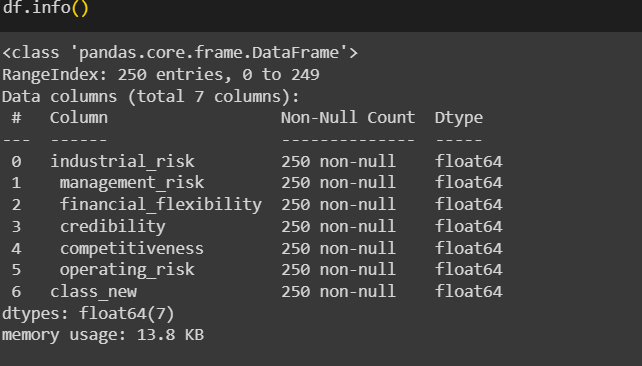 df.info()
<class 'pandas.core.frame.DataFrame'>
RangeIndex: 250 entries, 0 to 249
Data columns (total 7 columns):
 #   Column                  Non-Null Count  Dtype
---  ------                  --------------  -----
 0   industrial_risk         250 non-null    float64
 1    management_risk        250 non-null    float64
 2    financial_flexibility  250 non-null    float64
 3    credibility            250 non-null    float64
 4    competitiveness        250 non-null    float64
 5    operating_risk         250 non-null    float64
 6   class_new               250 non-null    float64
dtypes: float64(7)
memory usage: 13.8 KB